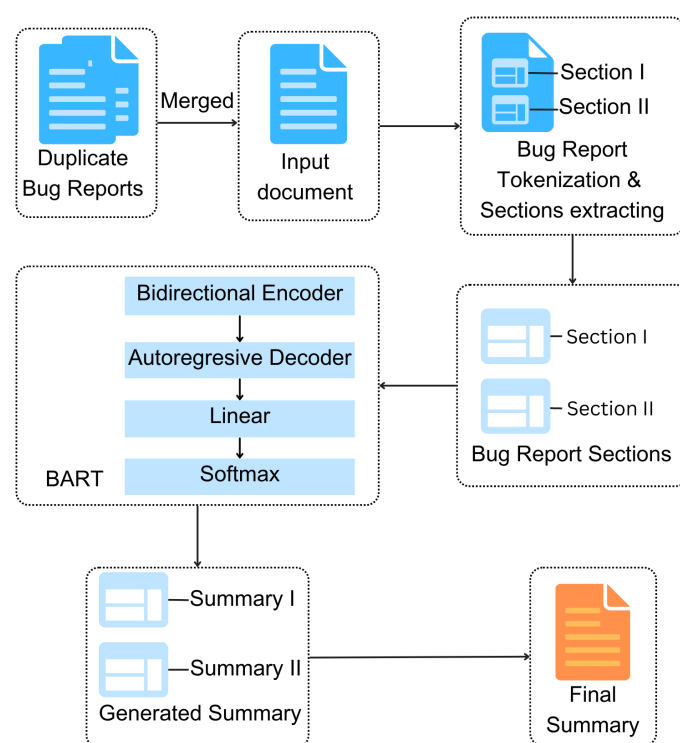 Duplicate
Bug Reports
Merged
Input
document
Section I
Section II
Bug Report
Tokenization &
Sections extracting
Section I
Section II
Bug Report Sections
Bidirectional Encoder
Autoregresive Decoder
Linear
Softmax
BART
Summary I
Summary II
Generated Summary
Final
Summary